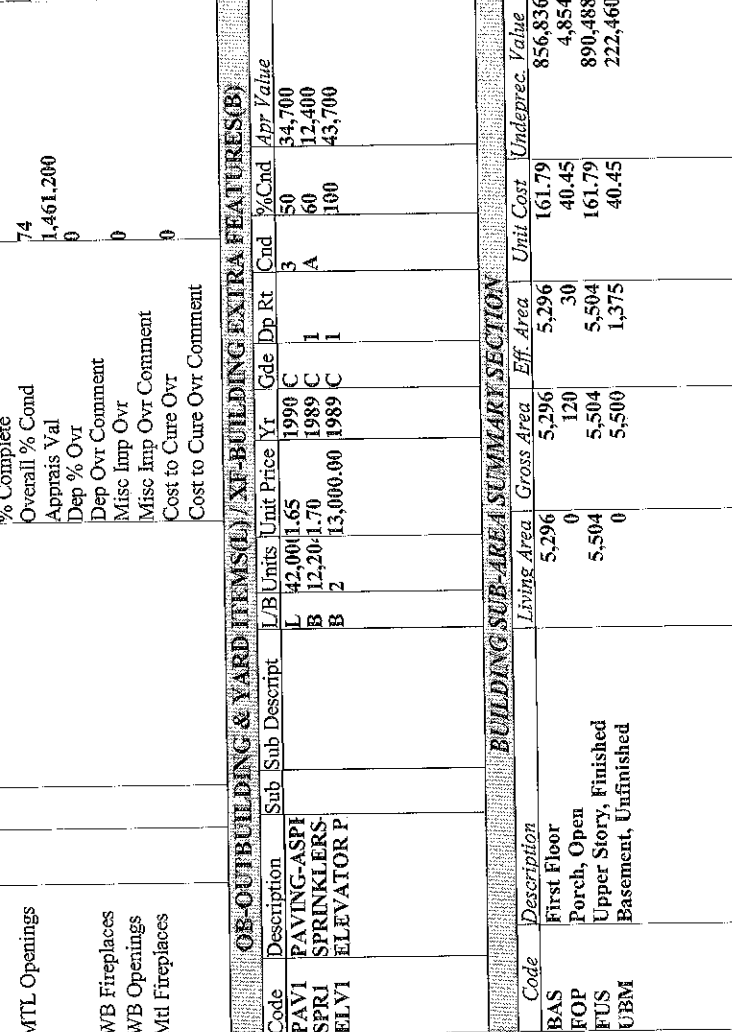 % Complete
Overall % Cond 74
Apprais Val 1,461,200
Dep % Ovr 0
Dep Ovr Comment
Misc Imp Ovr 0
Misc Imp Ovr Comment
Cost to Cure Ovr 0
Cost to Cure Ovr Comment
MTL Openings
WB Fireplaces
WB Openings
Mtl Fireplaces
OB-OUTBUILDING & YARD ITEMS(L) / XF-BUILDING EXTRA FEATURES(B)
Code Description Sub Sub Descript L/B Units Unit Price Yr Gde Dp Rt Cnd %Cnd Apr Value
PAV1 PAVING-ASPH L 42,000 1.65 1990 C 3 50 34,700
SPR1 SPRINKLERS- B 12,204 1.70 1989 C 1 A 60 12,400
ELV1 ELEVATOR P B 2 13,000.00 1989 C 1 100 43,700
BUILDING SUB-AREA SUMMARY SECTION
Code Description Living Area Gross Area Eff. Area Unit Cost Undeprec. Value
BAS First Floor 5,296 5,296 5,296 161.79 856,836
FOP Porch, Open 0 120 30 40.45 4,854
FUS Upper Story, Finished 5,504 5,504 5,504 161.79 890,488
UBM Basement, Unfinished 0 5,500 1,375 40.45 222,460